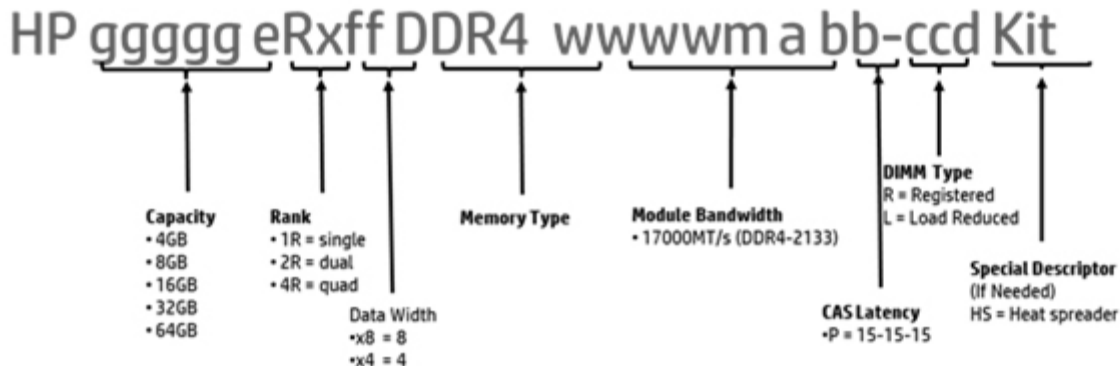 HP ggggg eRxff DDR4 wwwwm a bb-ccd Kit
Capacity
• 4GB
• 8GB
• 16GB
• 32GB
• 64GB
Rank
• 1R = single
• 2R = dual
• 4R = quad
Data Width
•x8 = 8
•x4 = 4
Memory Type
Module Bandwidth
• 17000MT/s (DDR4-2133)
CAS Latency
•P = 15-15-15
DIMM Type
R = Registered
L = Load Reduced
Special Descriptor
(If Needed)
HS = Heat spreader